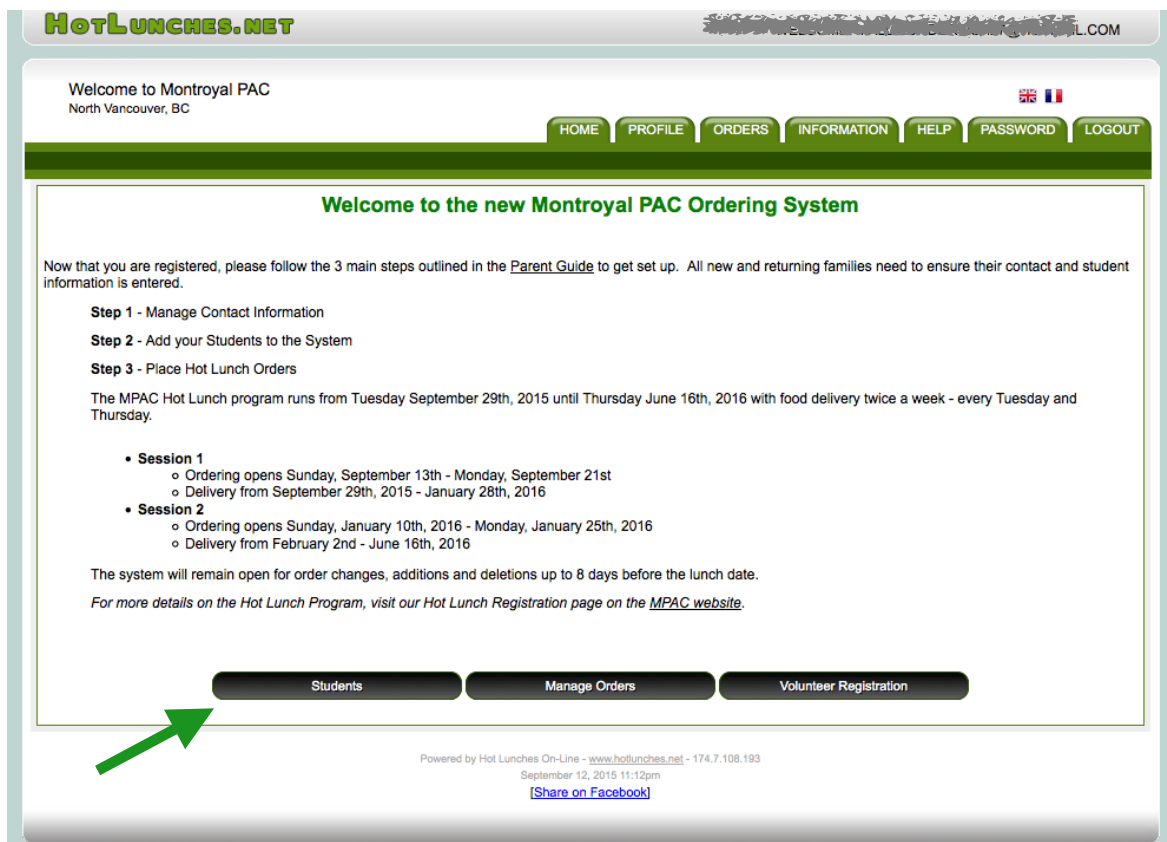 HotLunches.net
L.COM
Welcome to Montroyal PAC
North Vancouver, BC
HOME PROFILE ORDERS INFORMATION HELP PASSWORD LOGOUT
Welcome to the new Montroyal PAC Ordering System
Now that you are registered, please follow the 3 main steps outlined in the Parent Guide to get set up. All new and returning families need to ensure their contact and student
information is entered.
Step 1 - Manage Contact Information
Step 2 - Add your Students to the System
Step 3 - Place Hot Lunch Orders
The MPAC Hot Lunch program runs from Tuesday September 29th, 2015 until Thursday June 16th, 2016 with food delivery twice a week - every Tuesday and
Thursday.
• Session 1
Ordering opens Sunday, September 13th - Monday, September 21st
Delivery from September 29th, 2015 - January 28th, 2016
• Session 2
Ordering opens Sunday, January 10th, 2016 - Monday, January 25th, 2016
Delivery from February 2nd - June 16th, 2016
The system will remain open for order changes, additions and deletions up to 8 days before the lunch date.
For more details on the Hot Lunch Program, visit our Hot Lunch Registration page on the MPAC website.
Students Manage Orders Volunteer Registration
Powered by Hot Lunches On-Line - www.hotlunches.net - 174.7.108.193
September 12, 2015 11:12pm
[Share on Facebook]